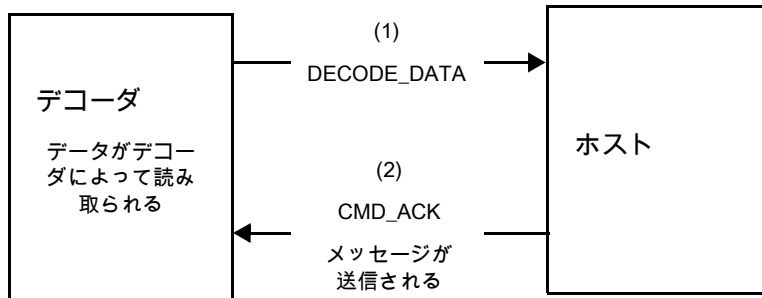 デコーダ
データがデコー
ダによって読み
取られる
(1)
DECODE_DATA
(2)
CMD_ACK
メッセージが
送信される
ホスト